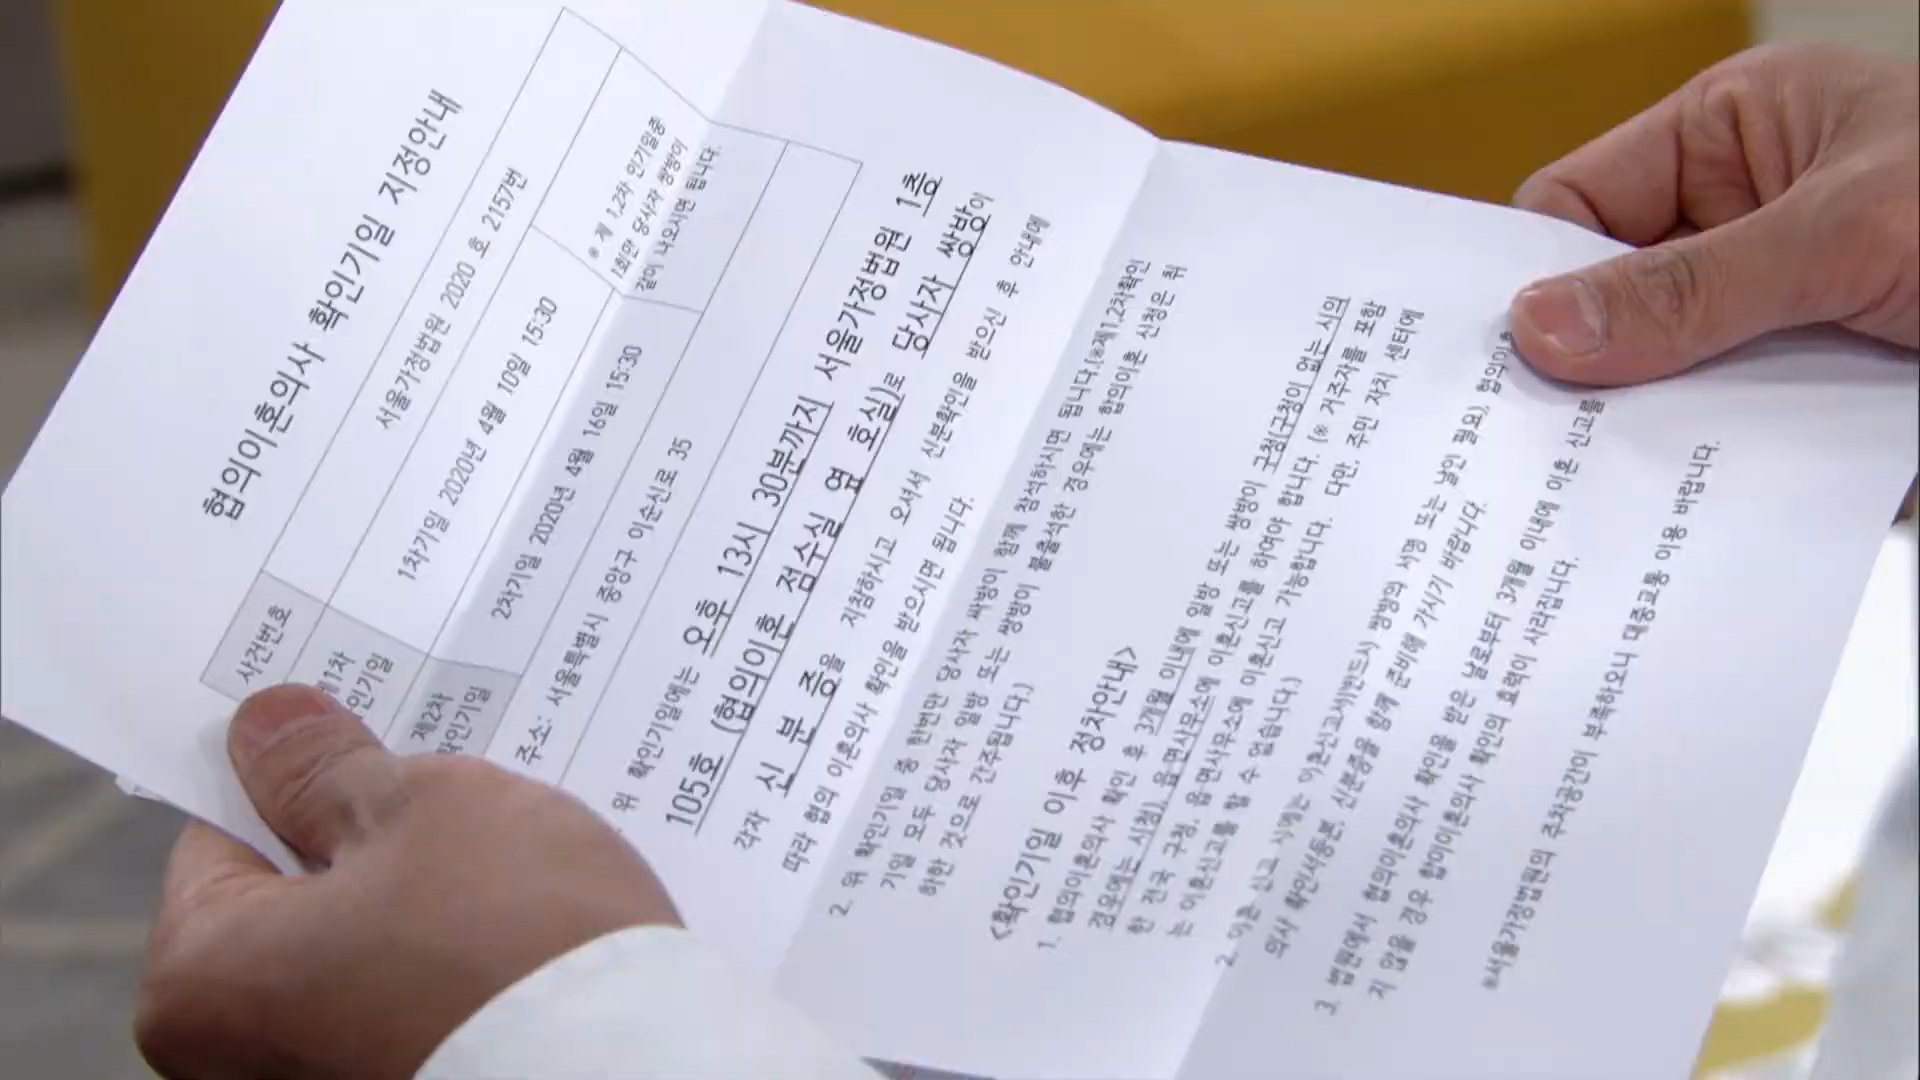 협의이혼의사 확인기일 지정안내
사건번호 서울가정법원 2020 호 2157번
제1차 확인기일 1차기일 2020년 4월 10일 15:30
※ 제 1,2차 인기일중
1회만 당사자 쌍방이
같이 나오시면 됩니다.
제2차 확인기일 2차기일 2020년 4월 16일 15:30
주소: 서울특별시 중앙구 이순신로 35
위 확인기일에는 오후 13시 30분까지 서울가정법원 1층
105호 (협의이혼 접수실 옆 호실)로 당사자 쌍방이
각자 신 분 증을 지참하시고 오셔서 신분확인을 받으신 후 안내에
따라 협의 이혼의사 확인을 받으시면 됩니다.
2. 위 확인기일 중 한번만 당사자 쌍방이 함께 참석하시면 됩니다.(※제1,2차확인
기일 모두 당사자 일방 또는 쌍방이 불출석한 경우에는 합의이혼 신청은 취
하한 것으로 간주됩니다.)
<확인기일 이후 절차안내>
1. 협의이혼의사 확인 후 3개월 이내에 일방 또는 쌍방이 구청(구청이 없는 시의
경우에는 시청), 읍·면사무소에 이혼신고를 하여야 합니다. (※ 거주지를 포함
한 전국 구청, 읍·면사무소에 이혼신고 가능합니다. 다만, 주민 자치 센터에
는 이혼신고를 할 수 없습니다.)
2. 이혼 신고 시에는 이혼신고서(반드시) 쌍방의 서명 또는 날인 필요), 협의이혼
의사 확인서등본, 신분증을 함께 준비해 가시기 바랍니다.
3. 법원에서 협의이혼의사 확인을 받은 날로부터 3개월 이내에 이혼 신고를
지 않을 경우 합이이혼의사 확인의 효력이 사라집니다.
※서울가정법원의 주차공간이 부족하오니 대중교통 이용 바랍니다.